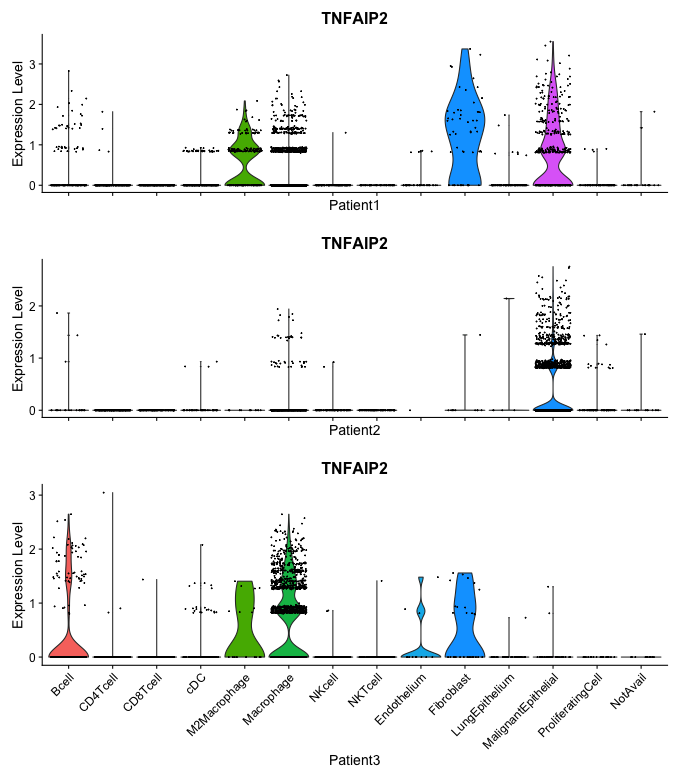 TNFAIP2
Expression Level
3
2
1
0
Patient1
TNFAIP2
Expression Level
2
1
0
Patient2
TNFAIP2
Expression Level
3
2
1
0
Bcell
CD4Tcell
CD8Tcell
cDC
M2Macrophage
Macrophage
NKcell
NKTcell
Endothelium
Fibroblast
LungEpithelium
MalignantEpithelial
ProliferatingCell
NotAvail
Patient3